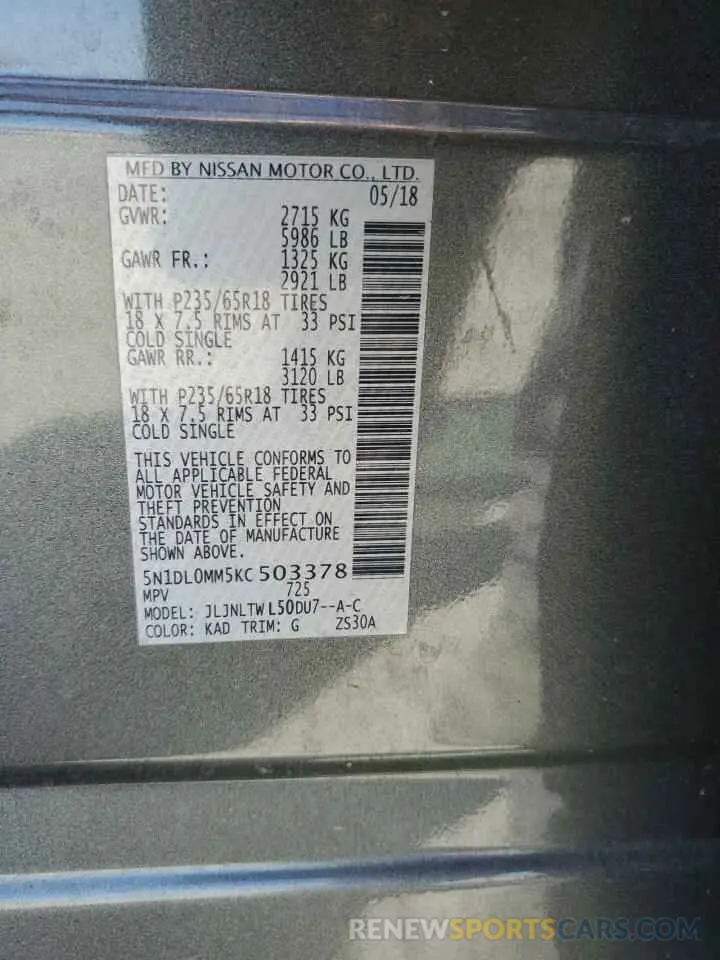 MFD BY NISSAN MOTOR CO., LTD.
DATE: 05/18
GVWR: 2715 KG
5986 LB
GAWR FR.: 1325 KG
2921 LB
WITH P235/65R18 TIRES
18 X 7.5 RIMS AT 33 PSI
COLD SINGLE
GAWR RR.: 1415 KG
3120 LB
WITH P235/65R18 TIRES
18 X 7.5 RIMS AT 33 PSI
COLD SINGLE
THIS VEHICLE CONFORMS TO
ALL APPLICABLE FEDERAL
MOTOR VEHICLE SAFETY AND
THEFT PREVENTION
STANDARDS IN EFFECT ON
THE DATE OF MANUFACTURE
SHOWN ABOVE.
5N1DL0MM5KC503378
MPV 725
MODEL: JLJNLTWL50DU7--A-C
COLOR: KAD TRIM: G ZS30A
RENEWSPORTSCARS.COM